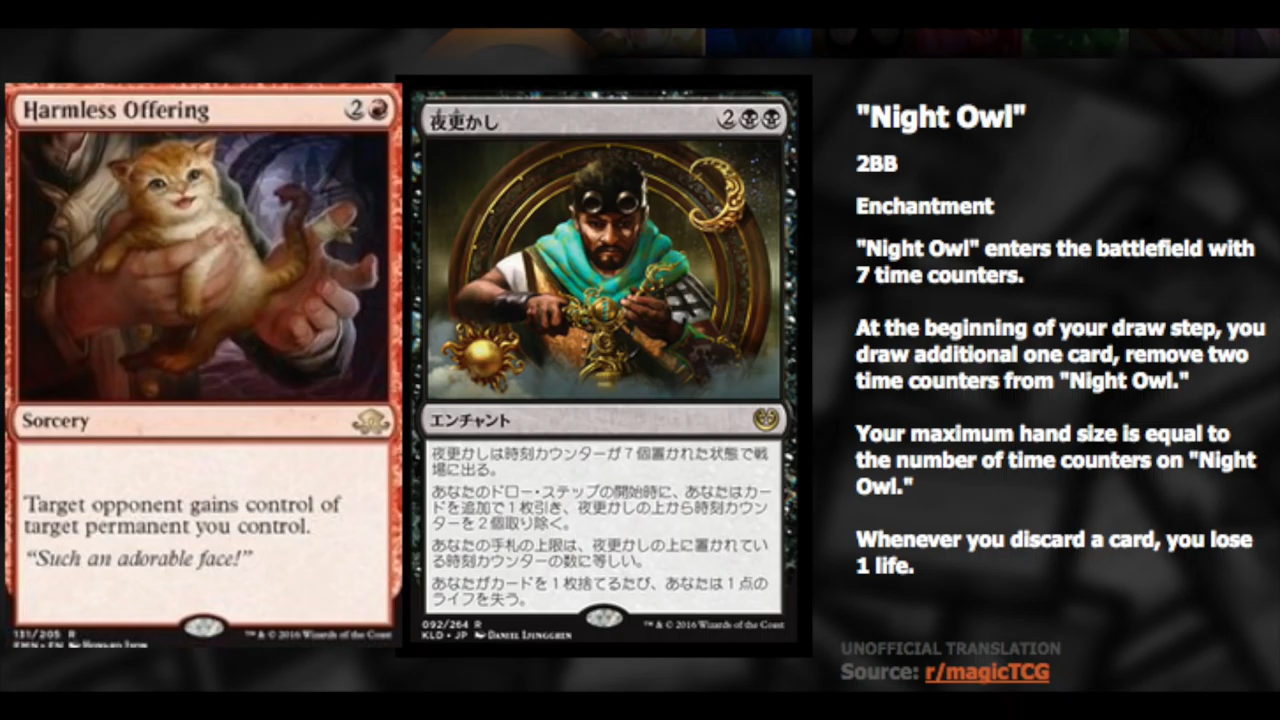 Harmless Offering 2
Sorcery
Target opponent gains control of
target permanent you control.
“Such an adorable face!”
131/205 R
™ & © 2016 Wizards of the Coast
EMN • EN
夜更かし 2
エンチャント
夜更かしは時刻カウンターが７個置かれた状態で戦
場に出る。
あなたのドロー・ステップの開始時に、あなたはカー
ドを追加で１枚引き、夜更かしの上から時刻カウン
ターを２個取り除く。
あなたの手札の上限は、夜更かしの上に置かれてい
る時刻カウンターの数に等しい。
あなたがカードを１枚捨てるたび、あなたは１点の
ライフを失う。
092/264 R
™ & © 2016 Wizards of the Coast
KLD • JP Daniel Ljunggren
"Night Owl"
2BB
Enchantment
"Night Owl" enters the battlefield with
7 time counters.
At the beginning of your draw step, you
draw additional one card, remove two
time counters from "Night Owl."
Your maximum hand size is equal to
the number of time counters on "Night
Owl."
Whenever you discard a card, you lose
1 life.
UNOFFICIAL TRANSLATION
Source: r/magicTCG